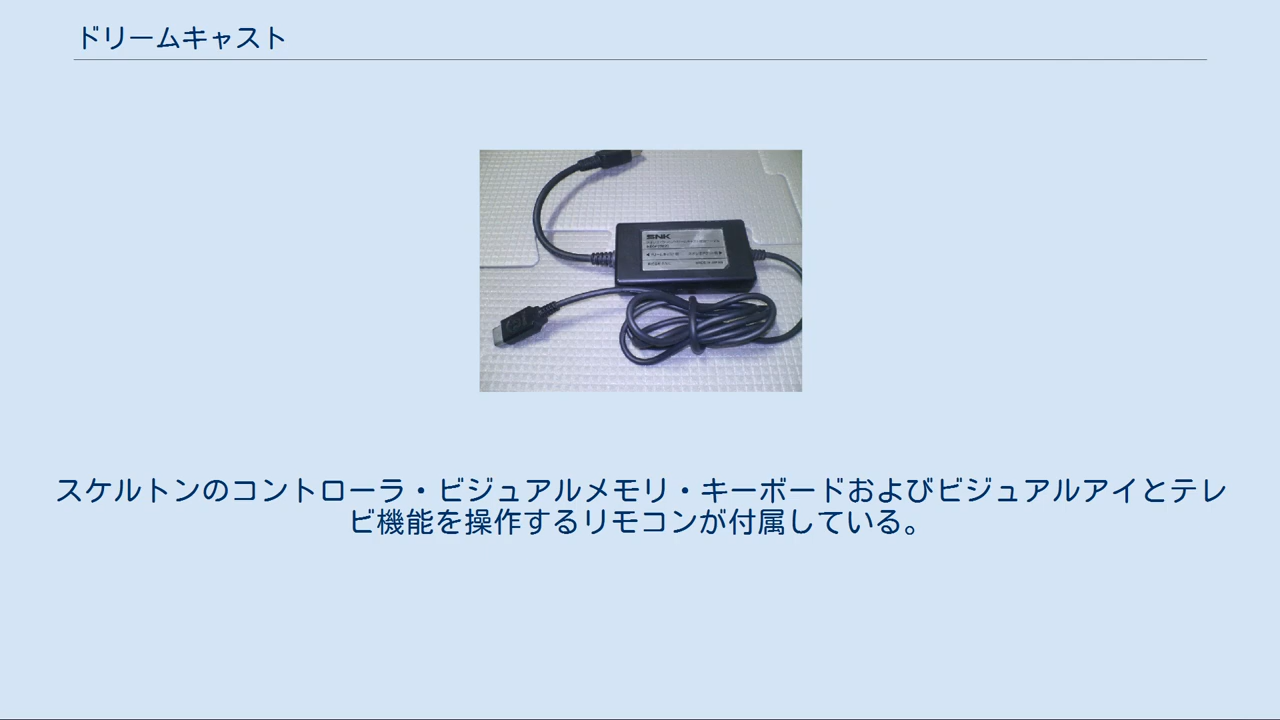 ドリームキャスト
SNK
スケルトンのコントローラ・ビジュアルメモリ・キーボードおよびビジュアルアイとテレ
ビ機能を操作するリモコンが付属している。